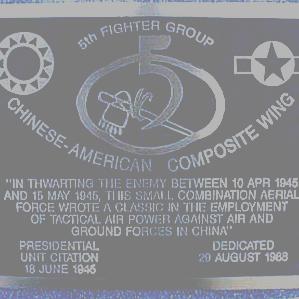 5th FIGHTER GROUP
5
CHINESE-AMERICAN COMPOSITE WING
"IN THWARTING THE ENEMY BETWEEN 10 APR 1945
AND 15 MAY 1945, THIS SMALL COMBINATION AERIAL
FORCE WROTE A CLASSIC IN THE EMPLOYMENT
OF TACTICAL AIR POWER AGAINST AIR AND
GROUND FORCES IN CHINA"
PRESIDENTIAL
UNIT CITATION
18 JUNE 1945
DEDICATED
20 AUGUST 1988